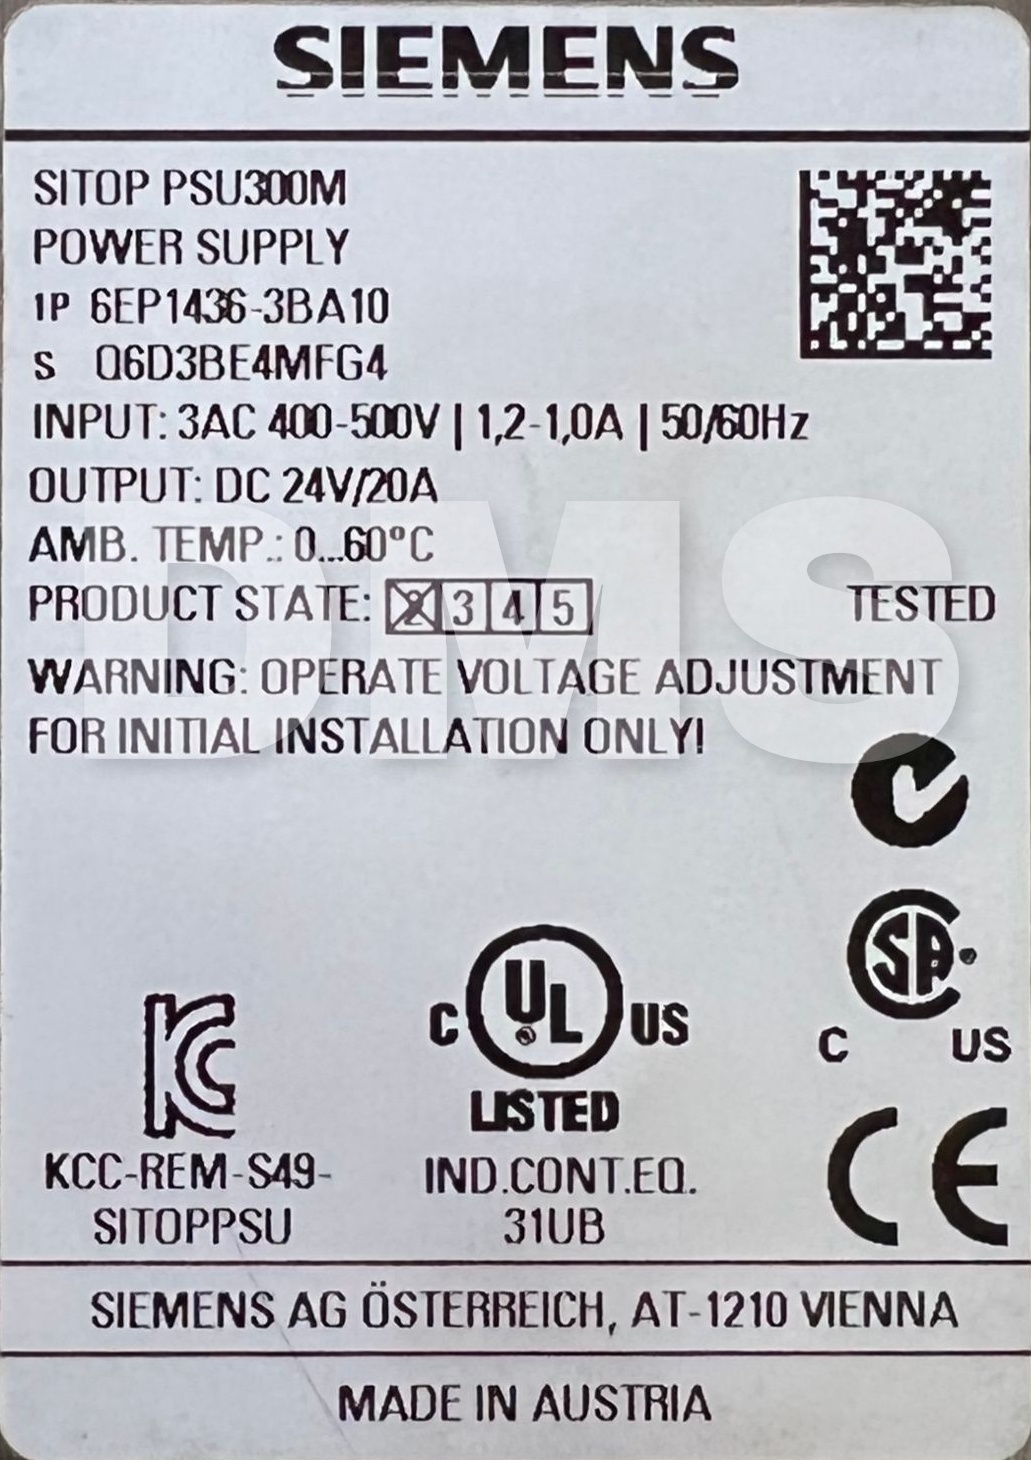 SIEMENS
SITOP PSU300M
POWER SUPPLY
1P 6EP1436-3BA10
S Q6D3BE4MFG4
INPUT: 3AC 400-500V | 1,2-1,0A | 50/60Hz
OUTPUT: DC 24V/20A
AMB. TEMP.: 0...60°C
PRODUCT STATE: 2 3 4 5 TESTED
WARNING: OPERATE VOLTAGE ADJUSTMENT
FOR INITIAL INSTALLATION ONLY!
DMS
C UL US
LISTED
IND.CONT.EQ.
31UB
SA
C US
KC
KCC-REM-S49-
SITOPPSU
CE
SIEMENS AG ÖSTERREICH, AT-1210 VIENNA
MADE IN AUSTRIA